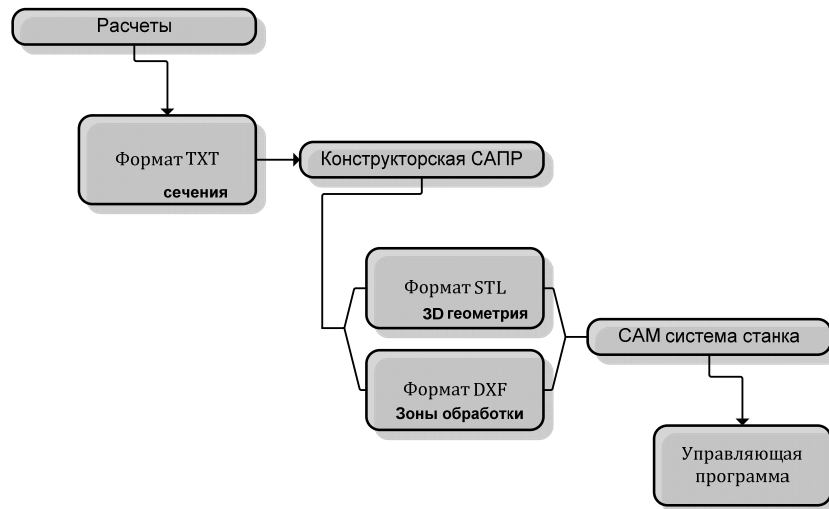 Расчеты
Формат TXT
сечения
Конструкторская САПР
Формат STL
3D геометрия
Формат DXF
Зоны обработки
САМ система станка
Управляющая
программа